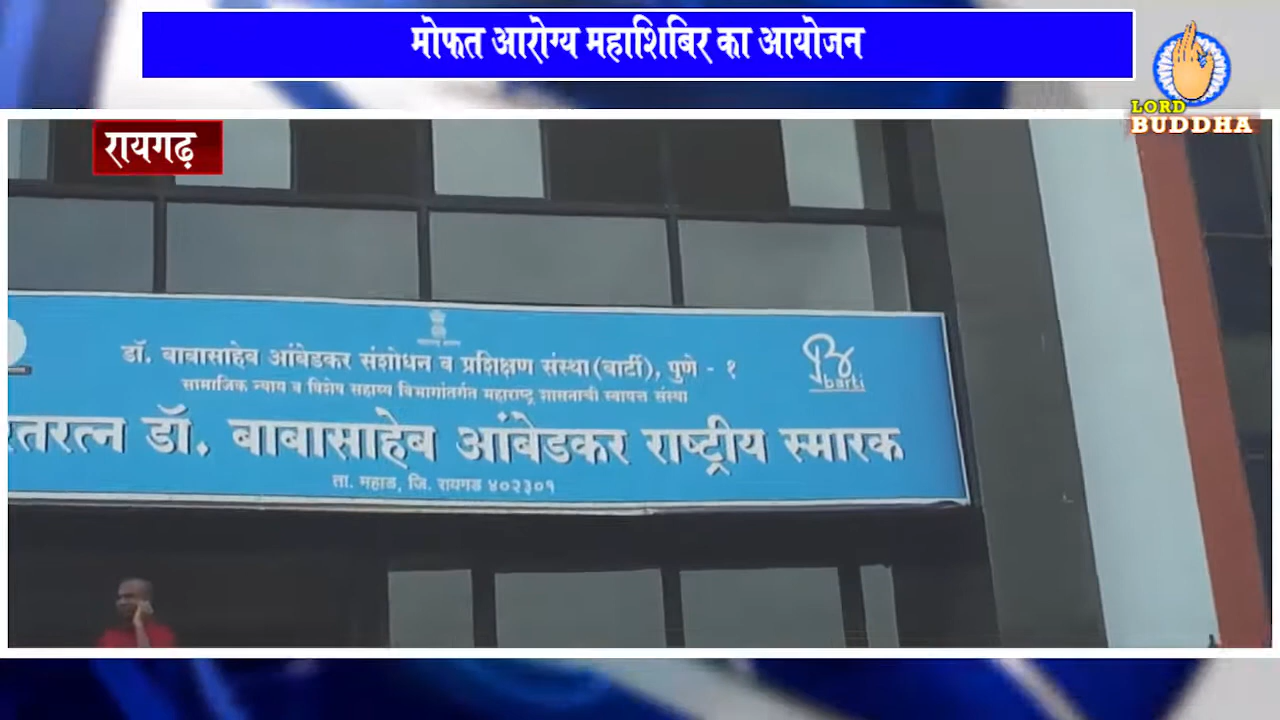 मोफत आरोग्य महाशिबिर का आयोजन
LORD
BUDDHA
रायगढ़
डॉ. बाबासाहेब आंबेडकर संशोधन व प्रशिक्षण संस्था (बार्टी), पुणे - १
barti
सामाजिक न्याय व विशेष सहाय्य विभागांतर्गत महाराष्ट्र शासनाची स्वायत्त संस्था
रतरत्न डॉ. बाबासाहेब आंबेडकर राष्ट्रीय स्मारक
ता. महाड, जि. रायगड ४०२३०१